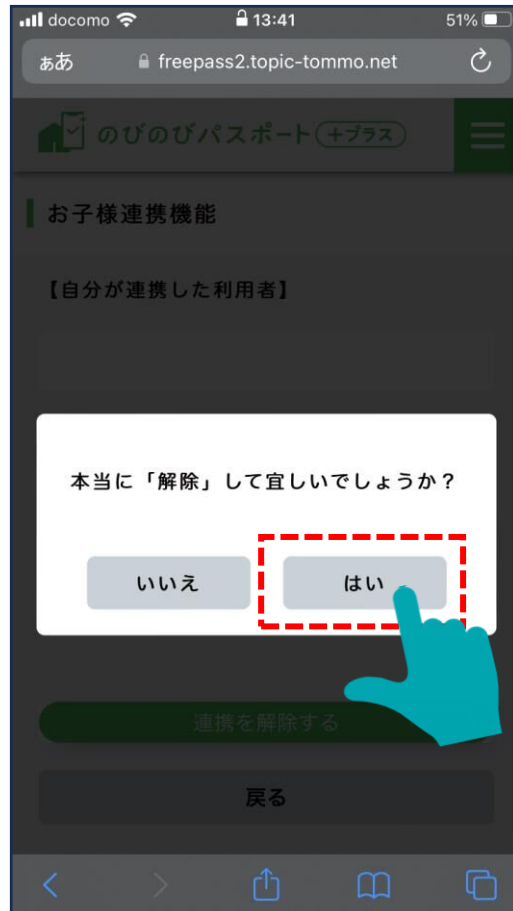 docomo 13:41 51%
ぁあ freepass2.topic-tommo.net
のびのびパスポート+プラス
お子様連携機能
【自分が連携した利用者】
本当に「解除」して宜しいでしょうか？
いいえ はい
連携を解除する
戻る